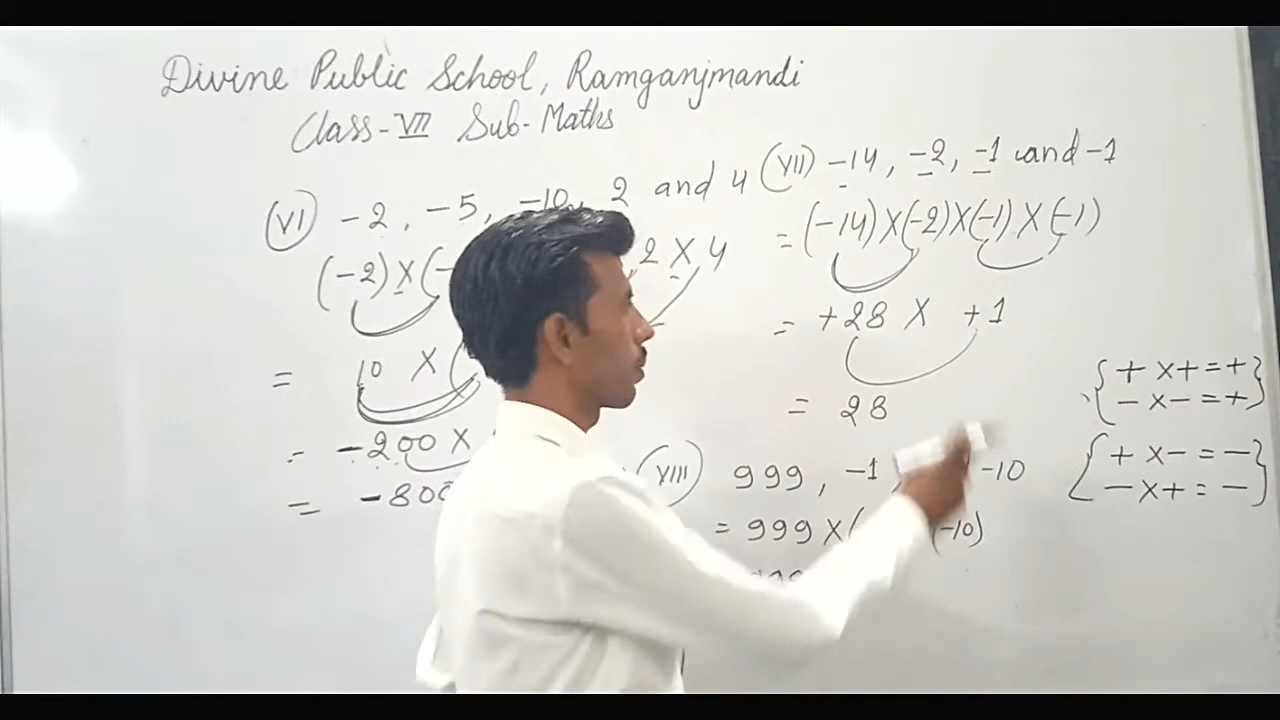 Divine Public School, Ramganjmandi
Class-VII Sub-Maths
(VI) -2, -5, -10, 2 and 4
(-2)X(- 2 X 4
= 10 X (
= -200 X
= -800
(VII) -14, -2, -1 and -1
= (-14)X(-2)X(-1)X(-1)
= +28 X +1
= 28
(VIII) 999, -1 -10
= 999 X( (-10)
{+ X + = +}
{- X - = +}
{+ X - = -}
{- X + = -}